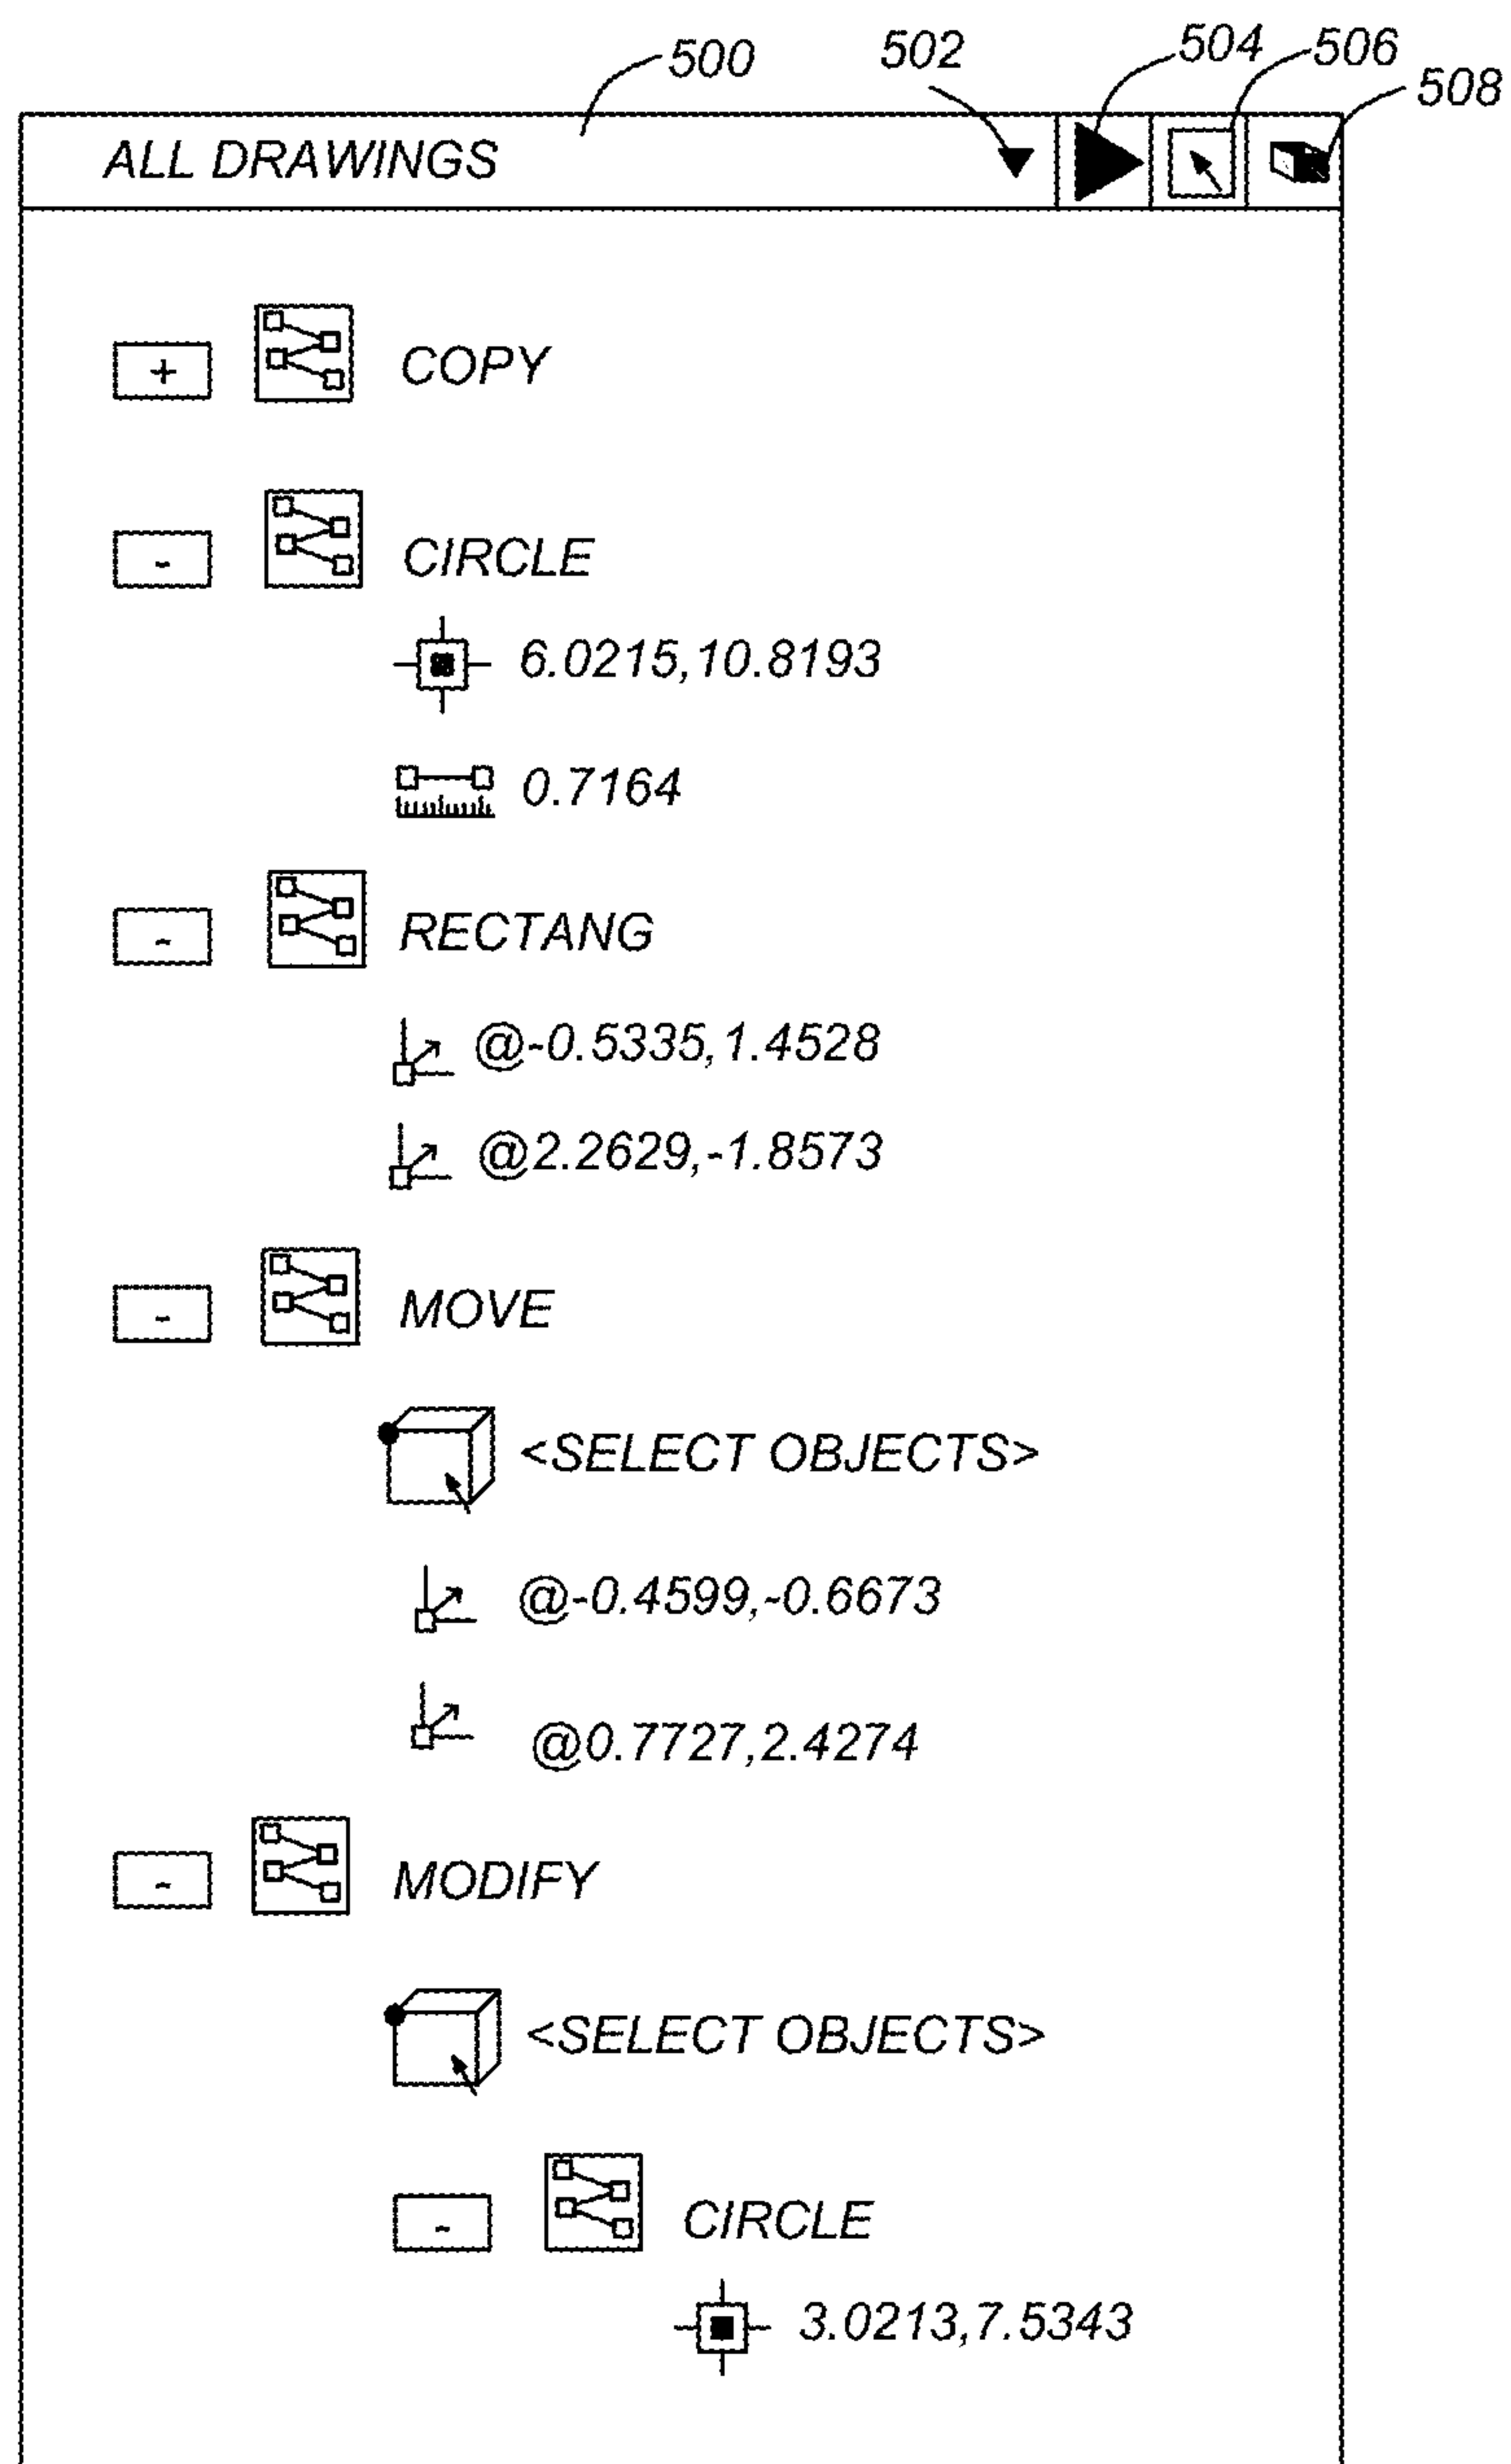 500 502 504 506 508
ALL DRAWINGS
+ COPY
- CIRCLE
6.0215,10.8193
0.7164
- RECTANG
@-0.5335,1.4528
@2.2629,-1.8573
- MOVE
<SELECT OBJECTS>
@-0.4599,-0.6673
@0.7727,2.4274
- MODIFY
<SELECT OBJECTS>
- CIRCLE
3.0213,7.5343